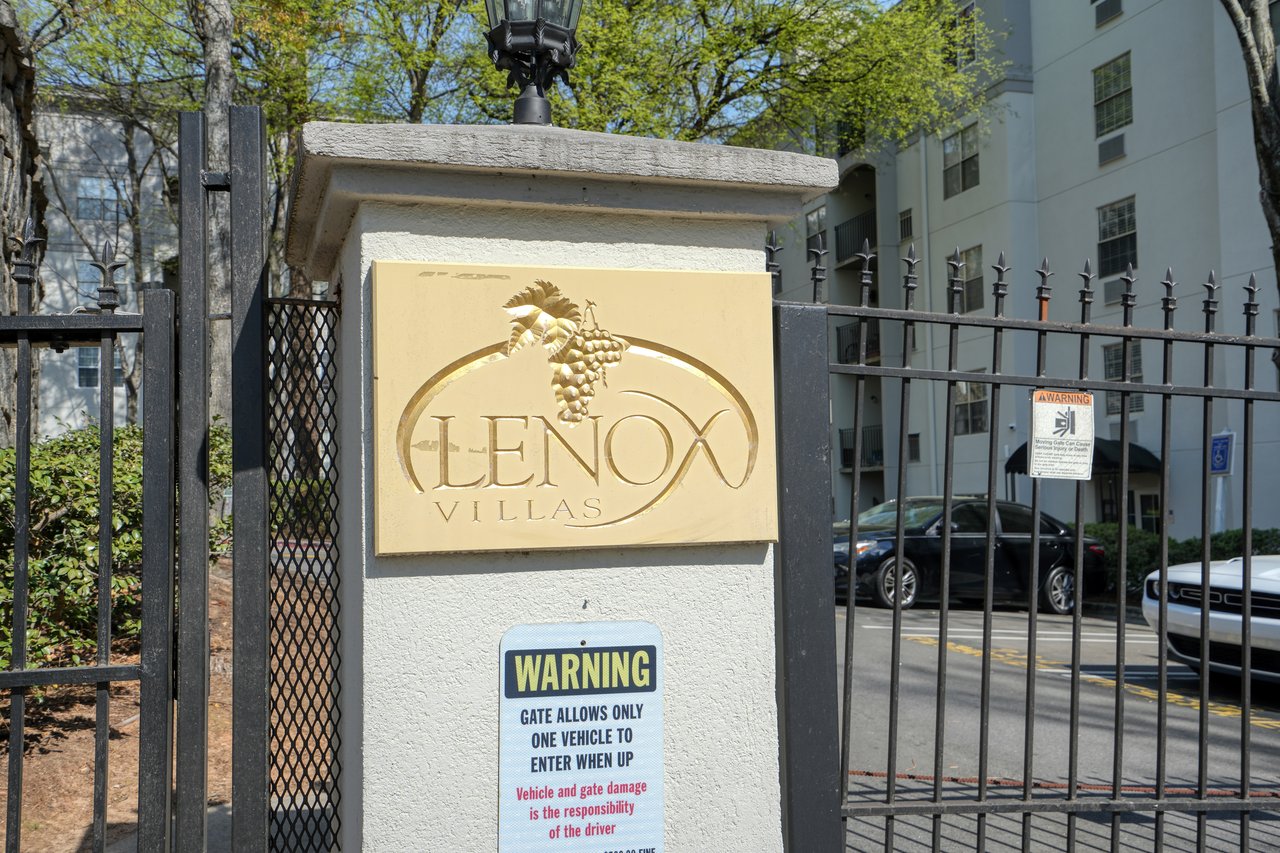 LENOX
VILLAS
WARNING
GATE ALLOWS ONLY
ONE VEHICLE TO
ENTER WHEN UP
Vehicle and gate damage
is the responsibility
of the driver
WARNING
Moving Gate Can Cause
Serious Injury or Death